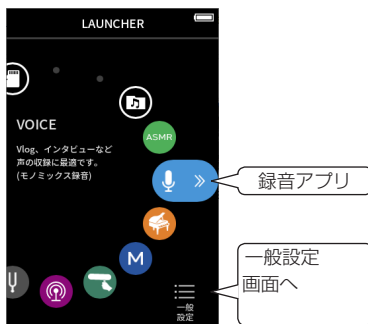 LAUNCHER
VOICE
Vlog、インタビューなど
声の収録に最適です。
(モノミックス録音)
ASMR
M
一般
設定
録音アプリ
一般設定
画面へ